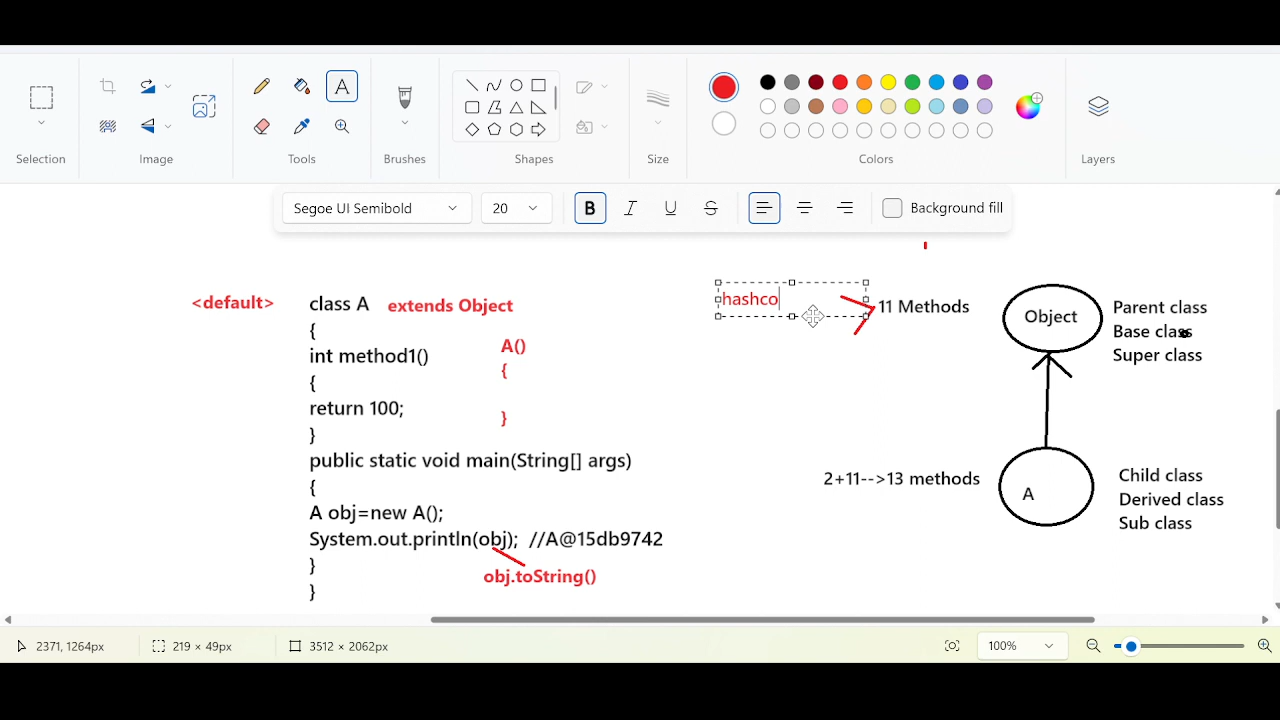 Selection
Image
Tools
Brushes
Shapes
Size
Colors
Layers
A
Segoe UI Semibold
20
B
I
U
S
Background fill
<default>
class A extends Object
{
int method1()
{
return 100;
}
public static void main(String[] args)
{
A obj=new A();
System.out.println(obj); //A@15db9742
}
}
A()
{
}
obj.toString()
hashco
11 Methods
Object
Parent class
Base class
Super class
2+11-->13 methods
A
Child class
Derived class
Sub class
2371, 1264px
219 × 49px
3512 × 2062px
100%